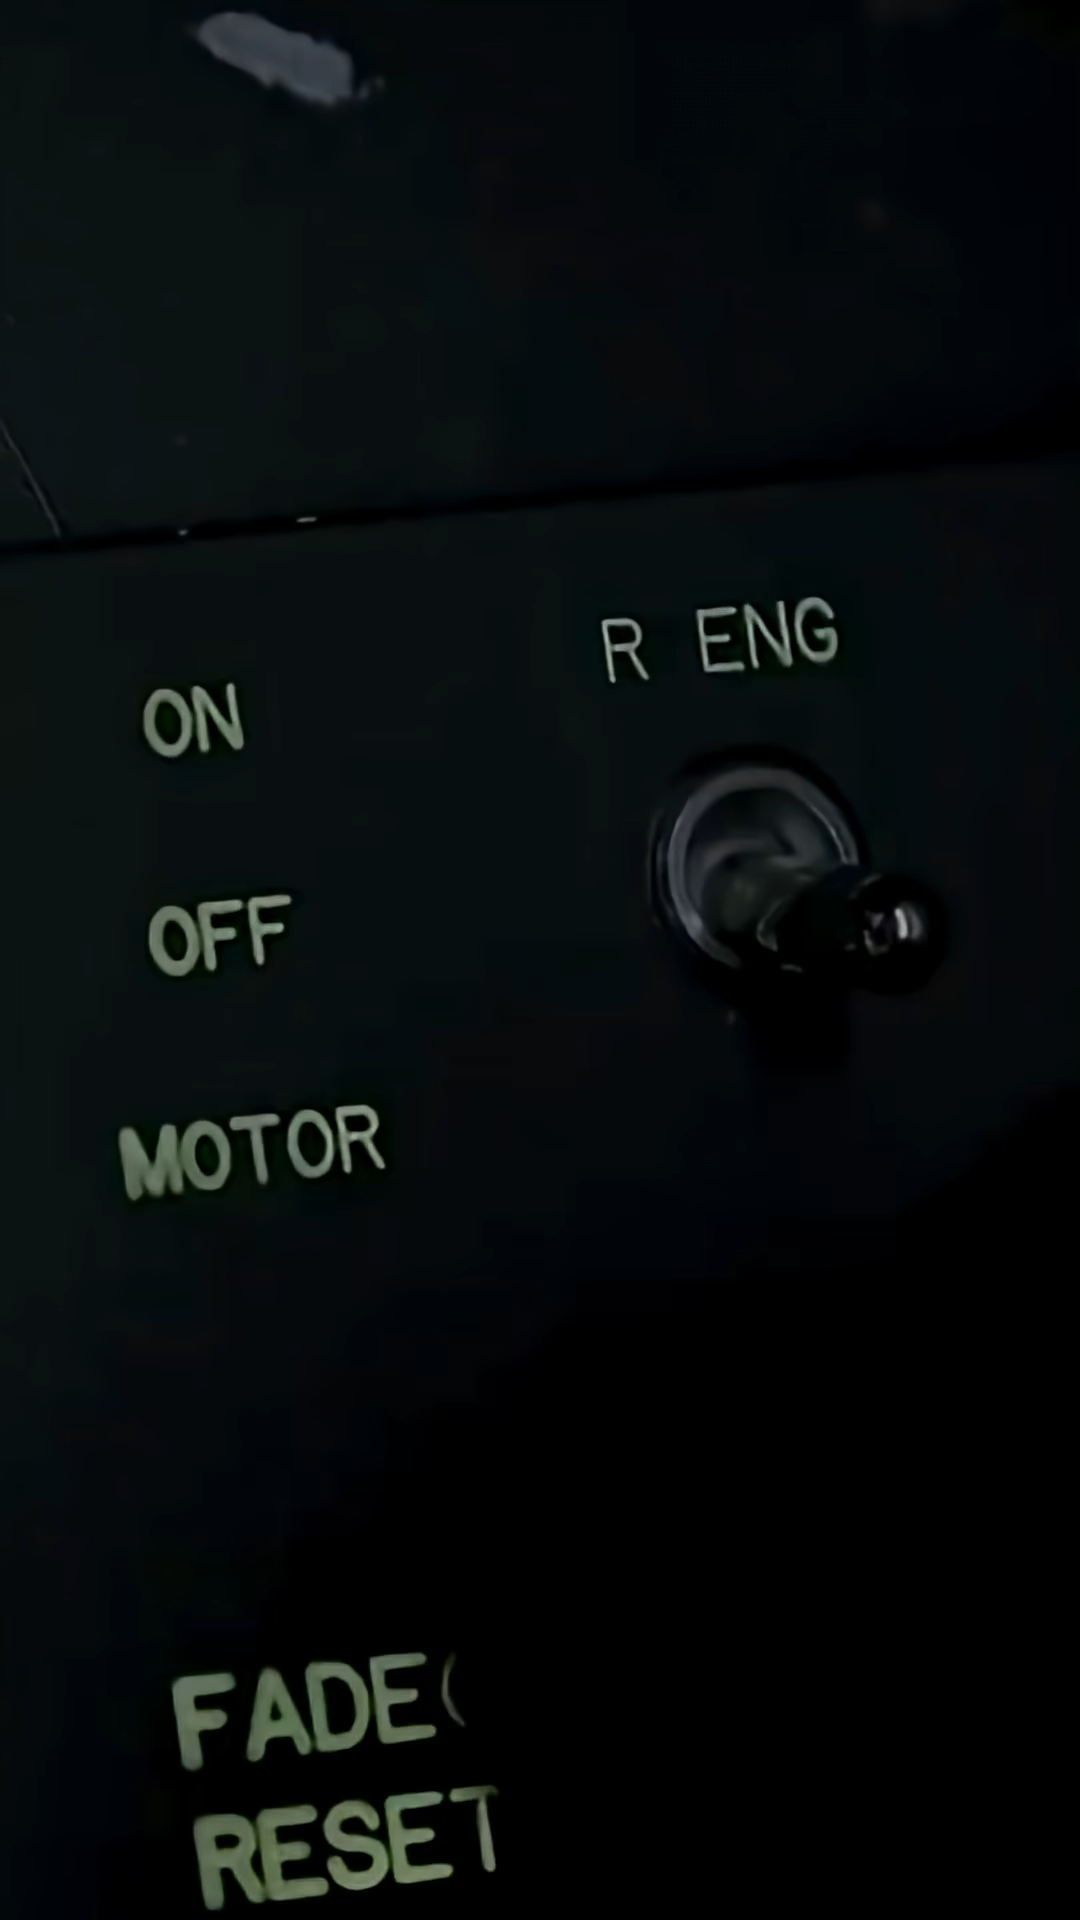 R ENG
ON
OFF
MOTOR
FADE(
RESET